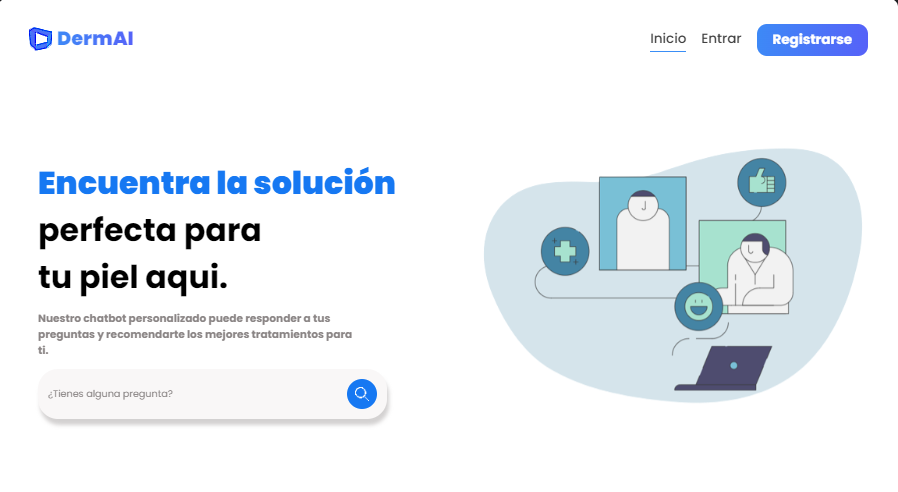 DermAI
Inicio Entrar Registrarse
Encuentra la solución
perfecta para
tu piel aqui.
Nuestro chatbot personalizado puede responder a tus
preguntas y recomendarte los mejores tratamientos para
ti.
¿Tienes alguna pregunta?